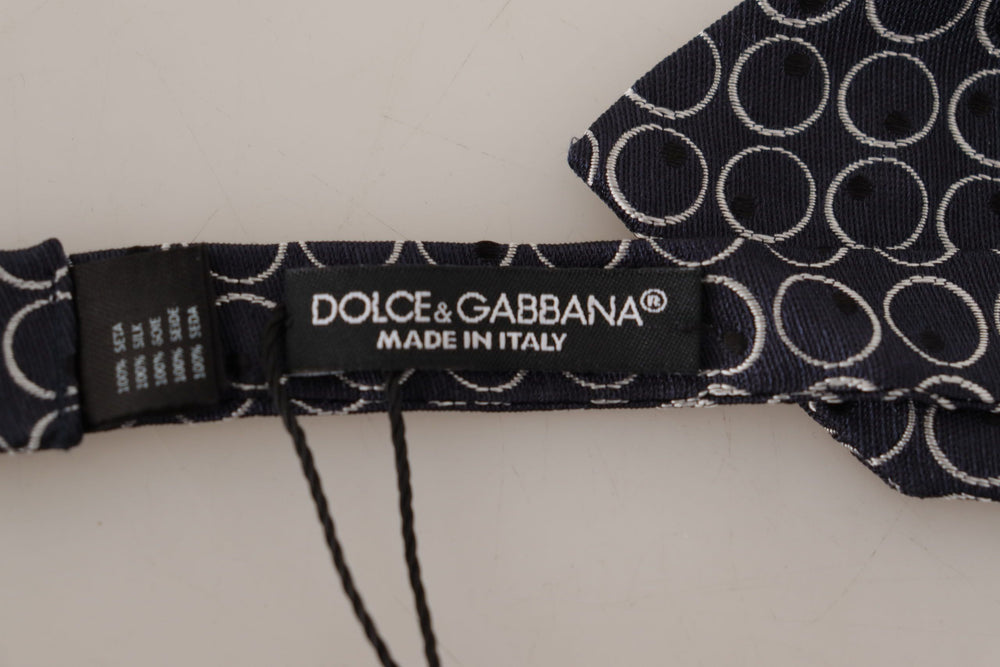 100% SETA
100% SILK
100% SOIE
100% SEIDE
100% SEDA
DOLCE&GABBANA®
MADE IN ITALY